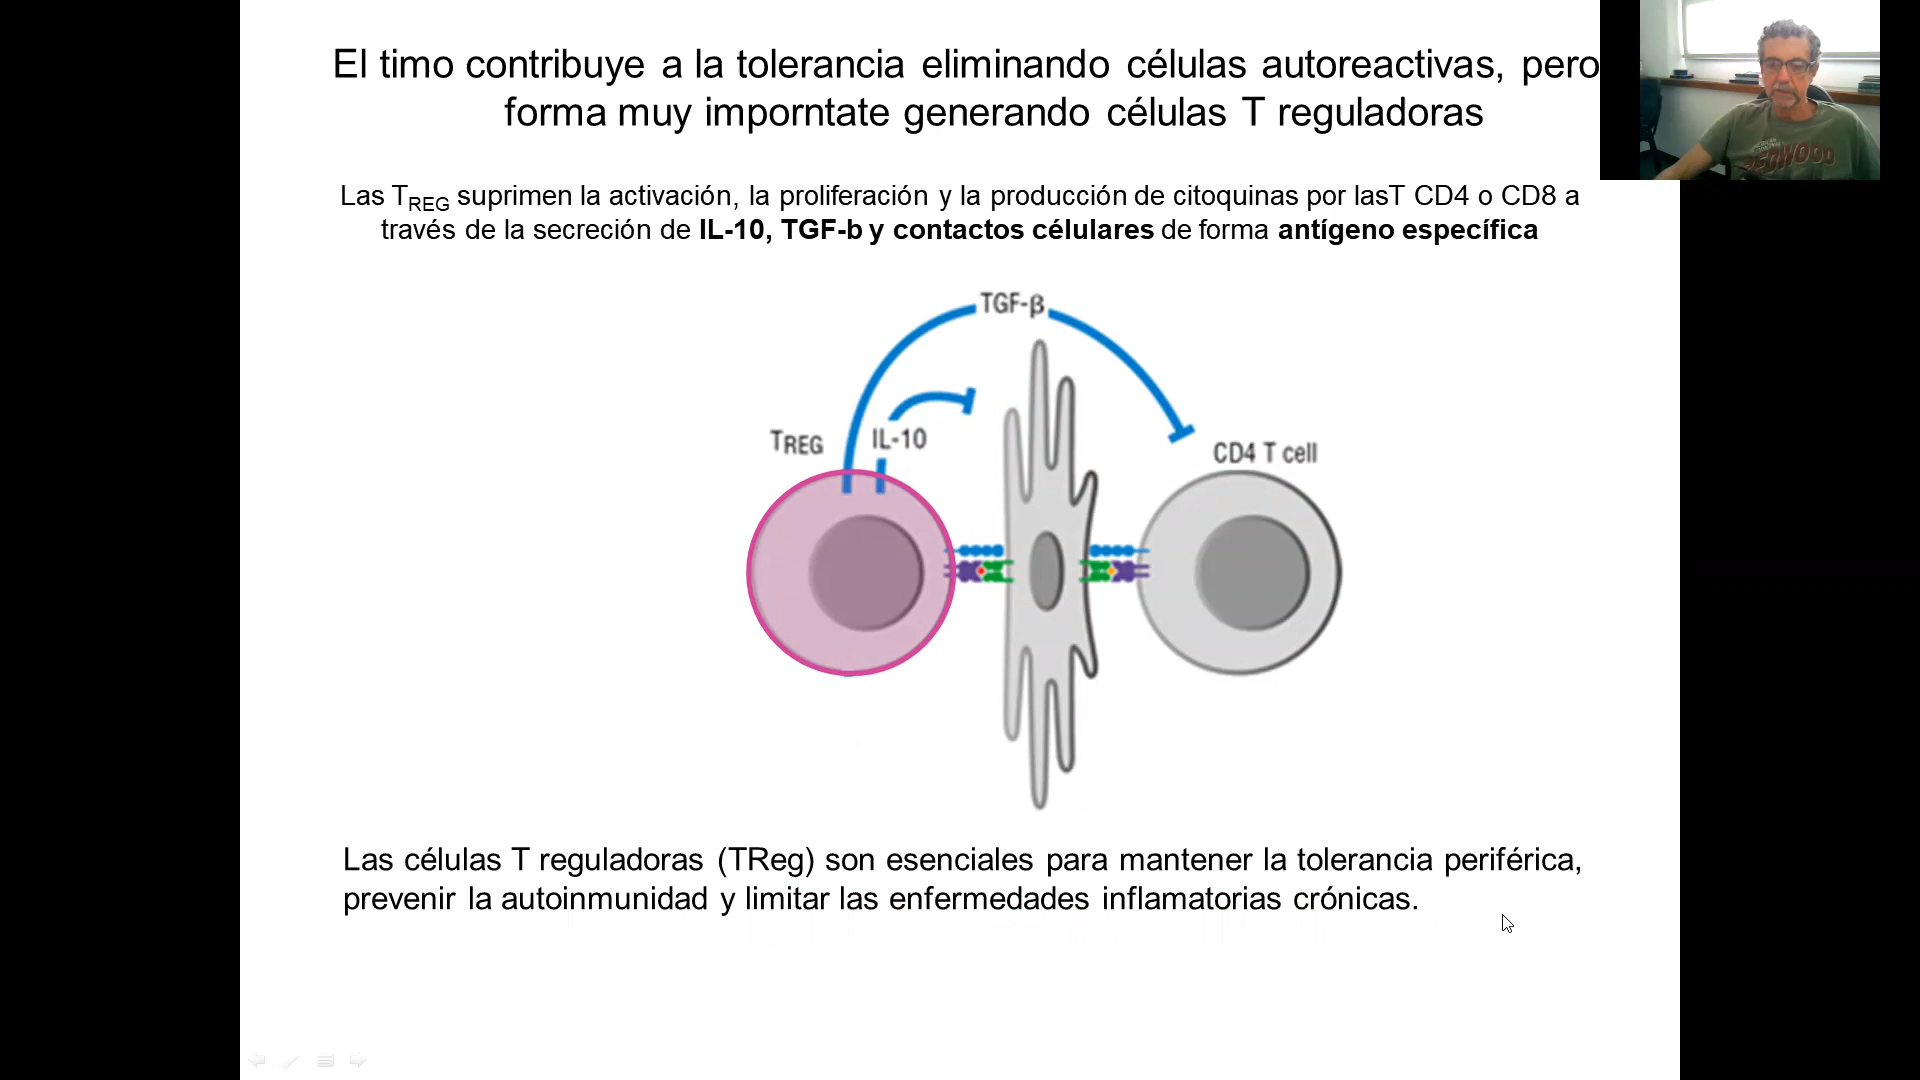 El timo contribuye a la tolerancia eliminando células autoreactivas, pero
forma muy imporntate generando células T reguladoras
Las TREG suprimen la activación, la proliferación y la producción de citoquinas por lasT CD4 o CD8 a
través de la secreción de IL-10, TGF-b y contactos célulares de forma antígeno específica
TGF-β
TREG
IL-10
CD4 T cell
Las células T reguladoras (TReg) son esenciales para mantener la tolerancia periférica,
prevenir la autoinmunidad y limitar las enfermedades inflamatorias crónicas.
REDWOOD